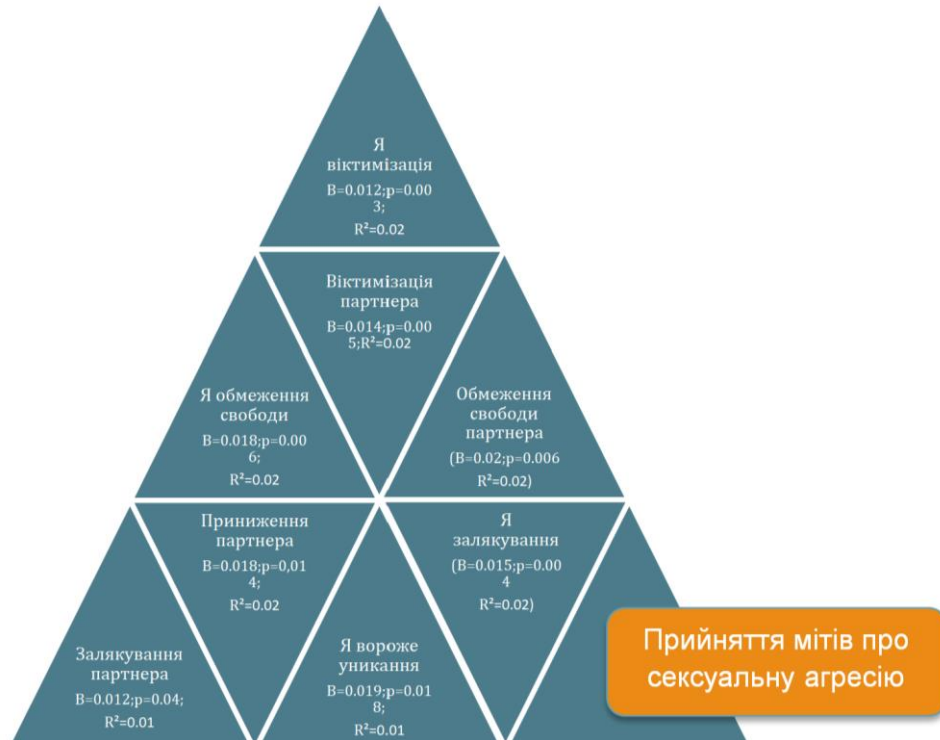 Я
віктимізація
B=0.012;p=0.00
3;
R²=0.02
Віктимізація
партнера
B=0.014;p=0.00
5;R²=0.02
Я обмеження
свободи
B=0.018;p=0.00
6;
R²=0.02
Обмеження
свободи
партнера
(B=0.02;p=0.006
R²=0.02)
Приниження
партнера
B=0.018;p=0,01
4;
R²=0.02
Я
залякування
(B=0.015;p=0.00
4
R²=0.02)
Залякування
партнера
B=0.012;p=0.04;
R²=0.01
Я вороже
уникання
B=0.019;p=0.01
8;
R²=0.01
Прийняття мітів про
сексуальну агресію